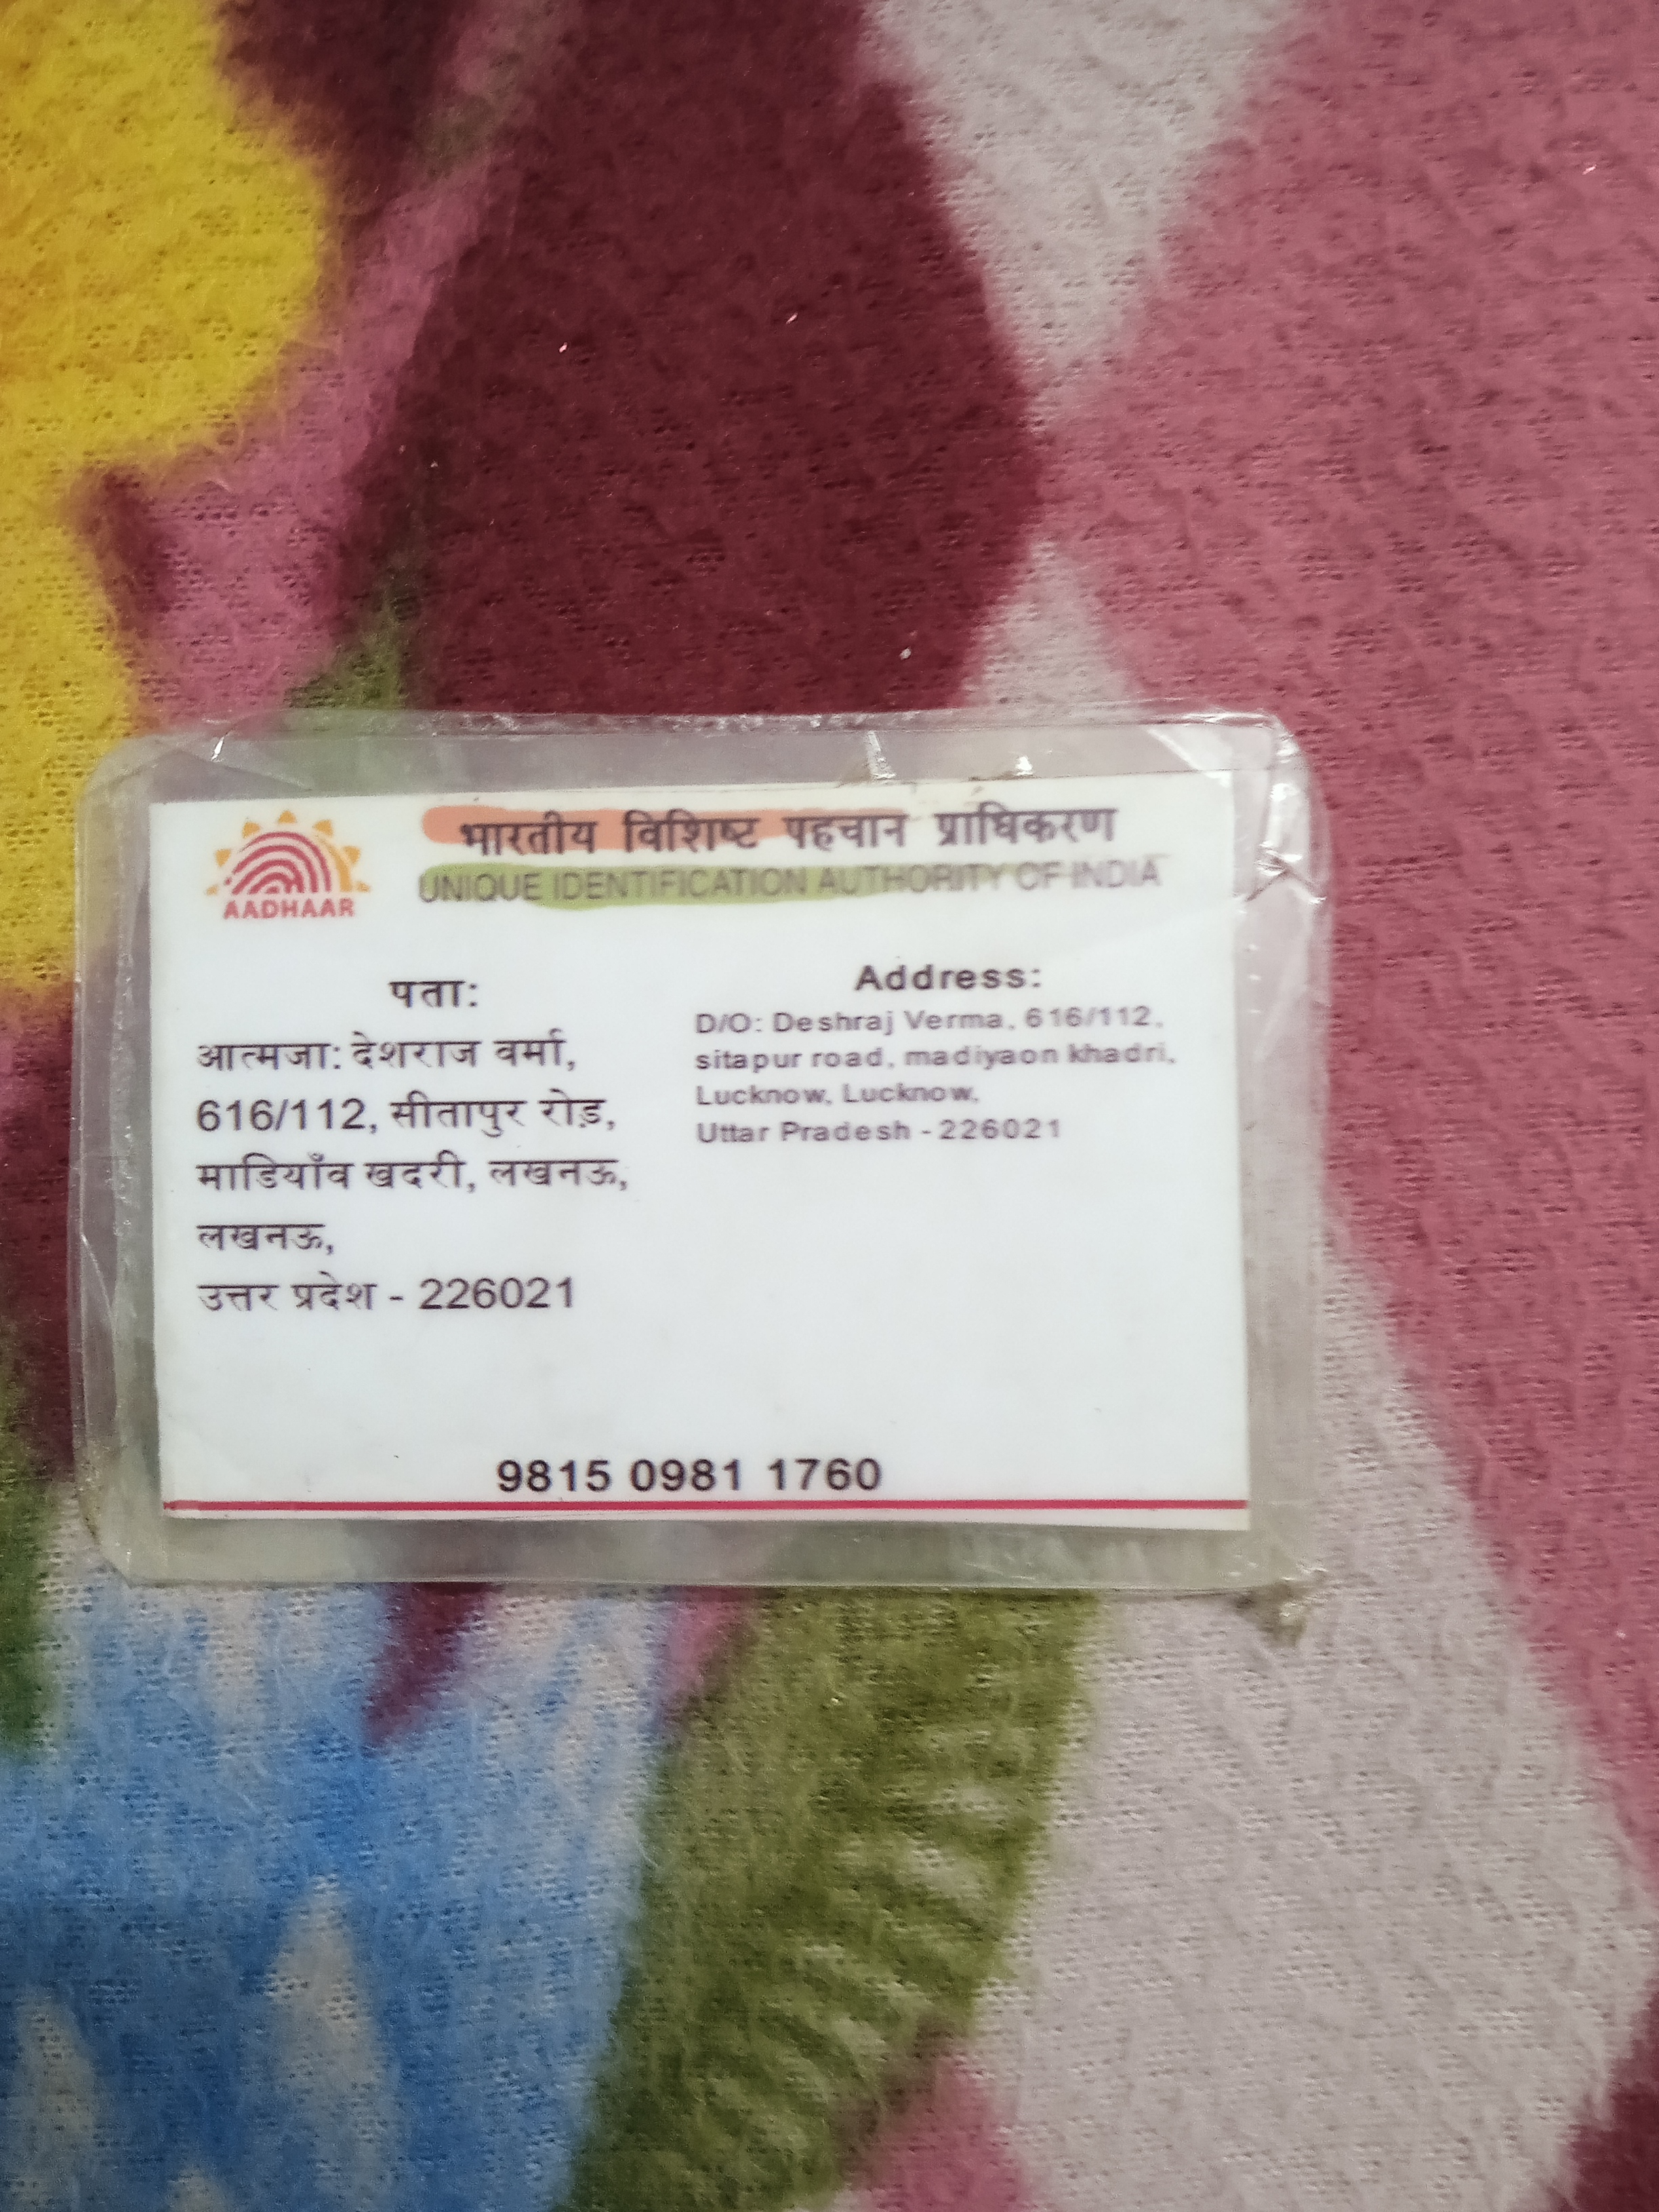 भारतीय विशिष्ट पहचान प्राधिकरण
UNIQUE IDENTIFICATION AUTHORITY OF INDIA
AADHAAR
पता:
आत्मजा: देशराज वर्मा,
616/112, सीतापुर रोड़,
माडियाँव खदरी, लखनऊ,
लखनऊ,
उत्तर प्रदेश - 226021
Address:
D/O: Deshraj Verma, 616/112,
sitapur road, madiyaon khadri,
Lucknow, Lucknow,
Uttar Pradesh - 226021
9815 0981 1760